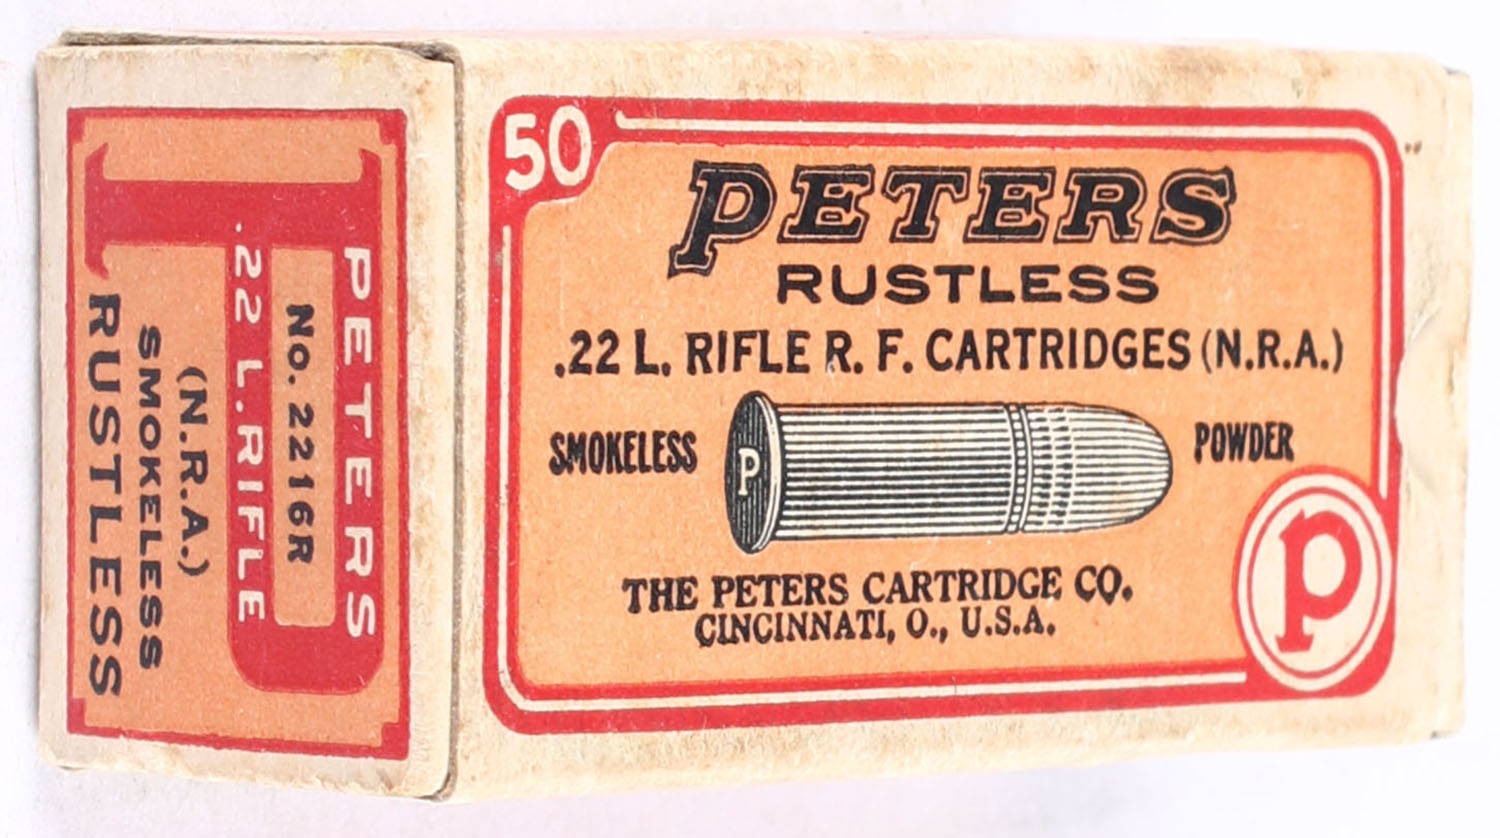 50
PETERS
RUSTLESS
.22 L. RIFLE R. F. CARTRIDGES (N.R.A.)
SMOKELESS P POWDER
THE PETERS CARTRIDGE CO.
CINCINNATI, O., U.S.A.
P
PETERS
No. 2216R
.22 L. RIFLE
(N.R.A.)
SMOKELESS
RUSTLESS